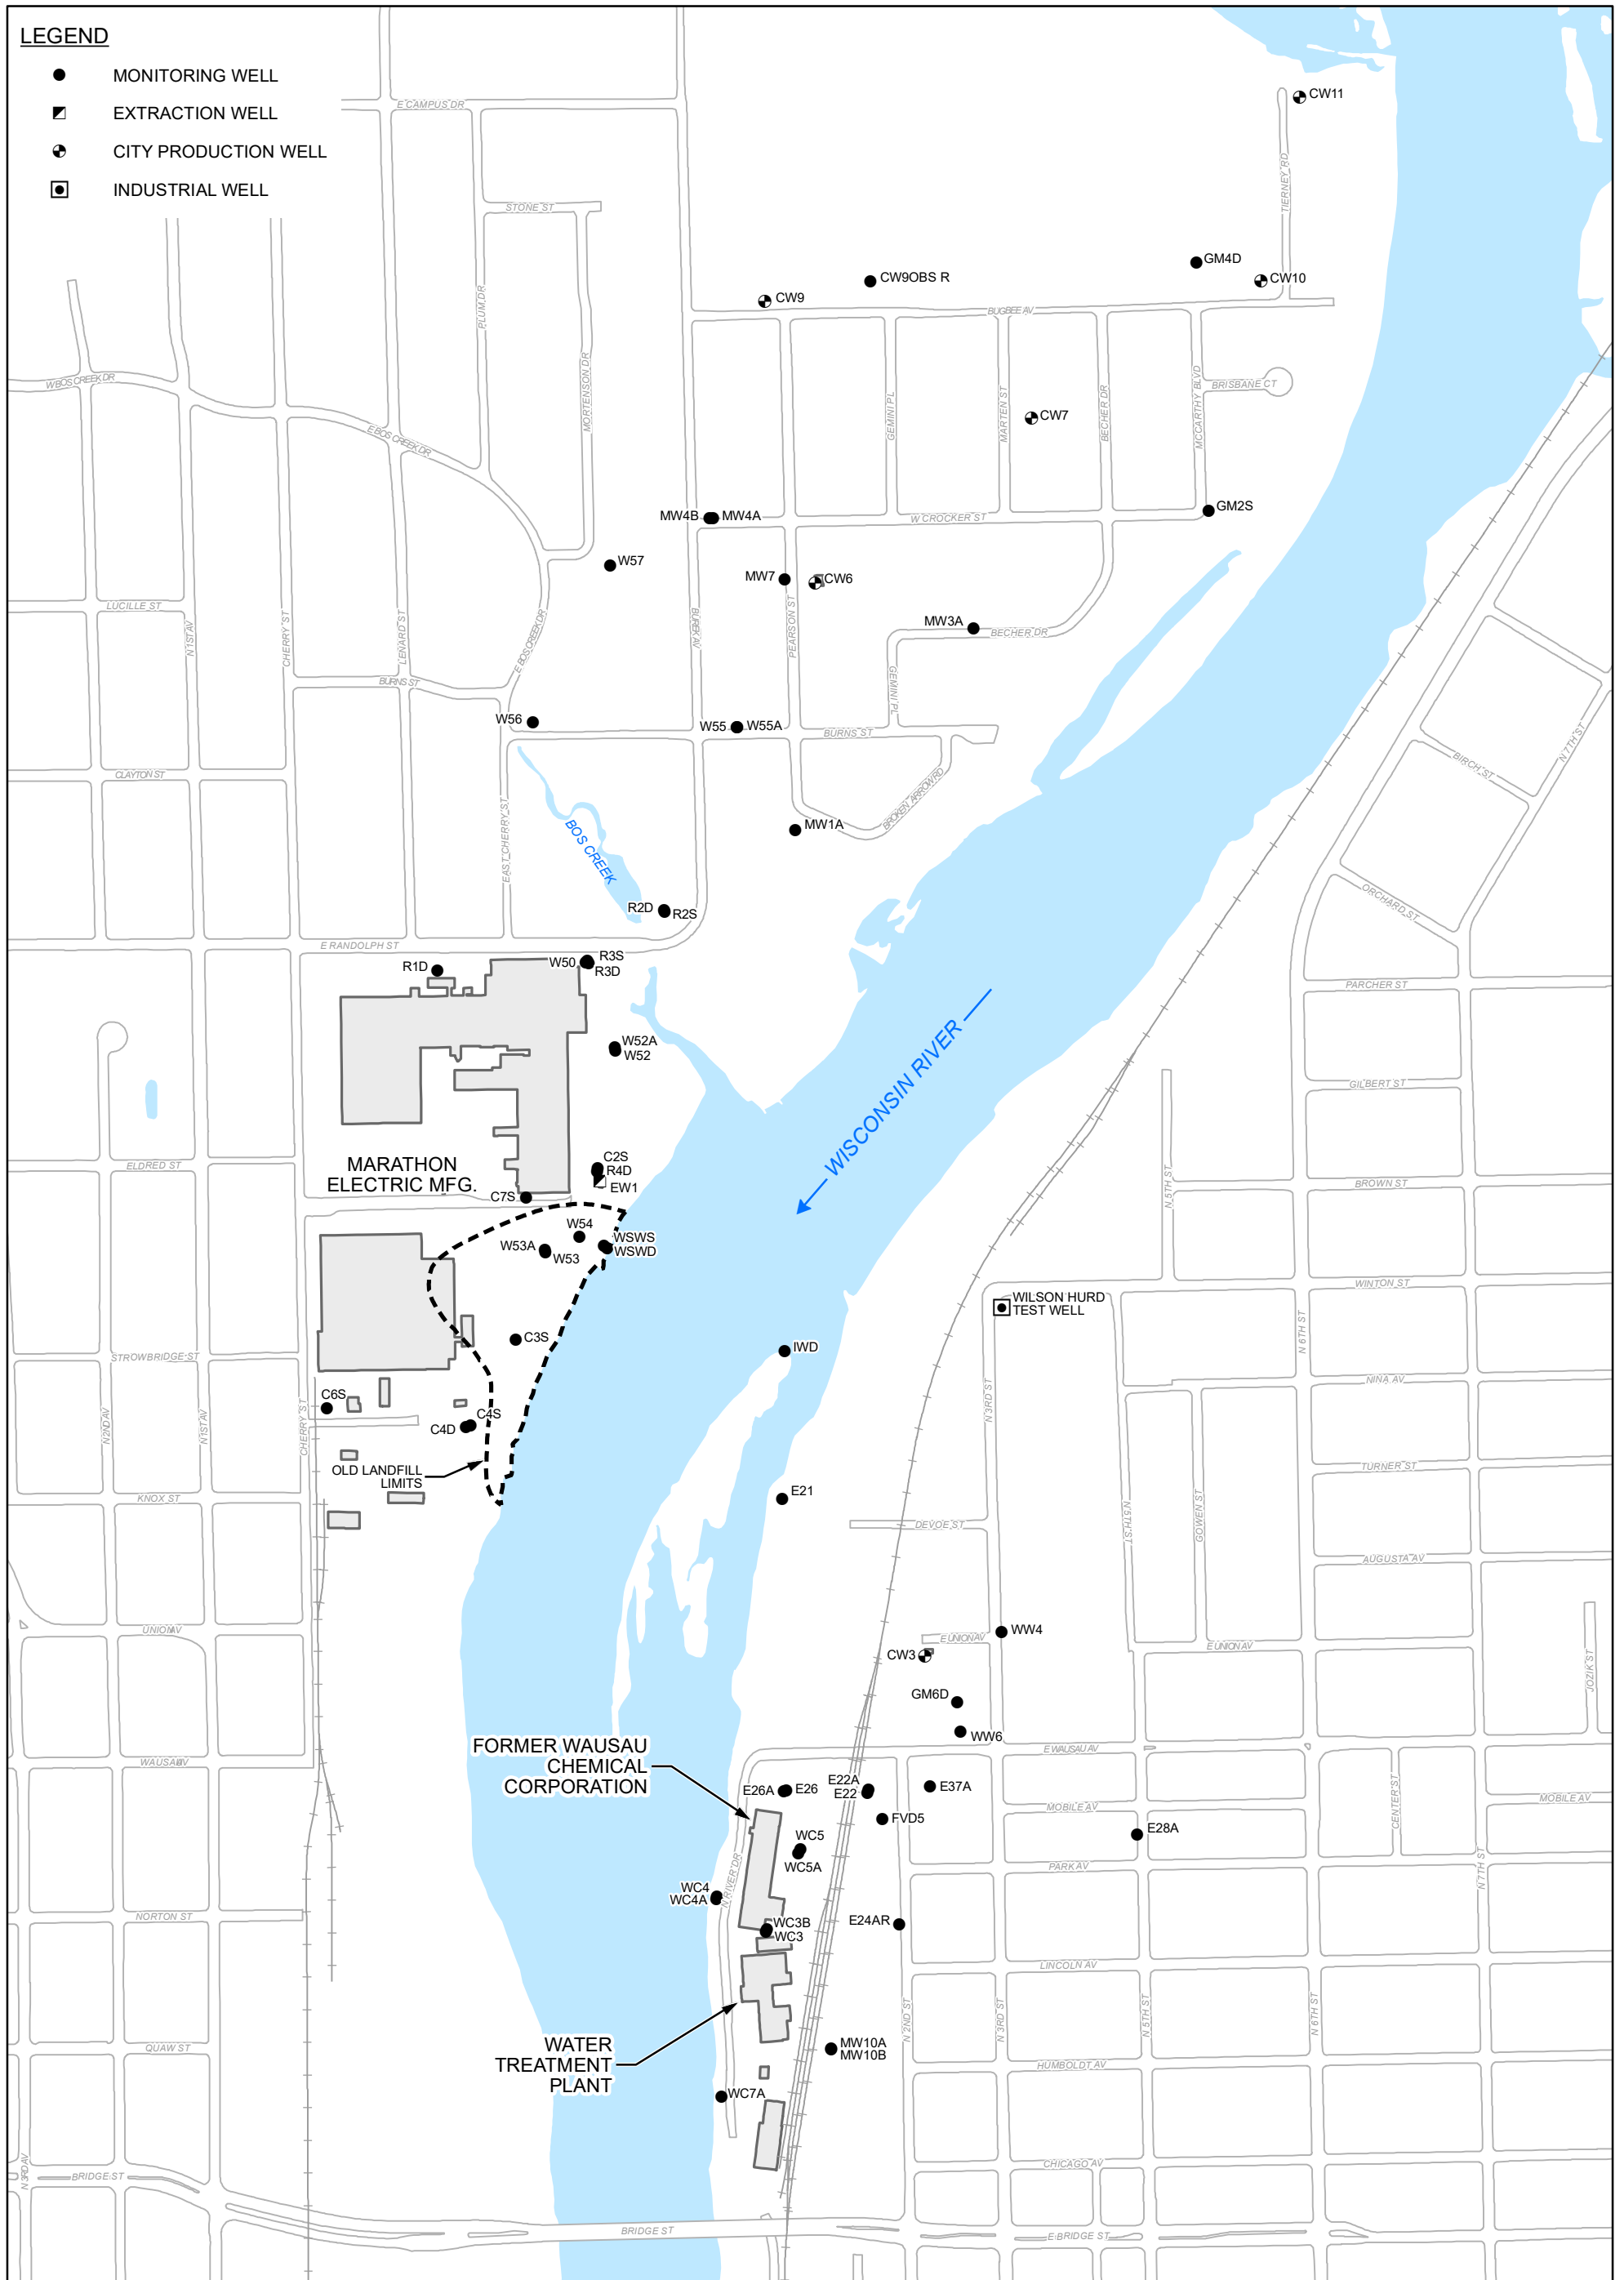 LEGEND
MONITORING WELL
EXTRACTION WELL
CITY PRODUCTION WELL
INDUSTRIAL WELL
E CAMPUS DR
CW11
STONE ST
TIERNEY RD
GM4D
CW9OBS R
CW10
CW9
PLUM DR
BUGBEE AV
MORTENSON DR
W BOS CREEK DR
GEMINI PL
MARTEN ST
BECHER DR
MCCARTHY BLVD
BRISBANE CT
CW7
E BOS CREEK DR
MW4B
MW4A
W CROCKER ST
GM2S
W57
MW7
CW6
LUCILLE ST
N 1ST AV
CHERRY ST
LENARD ST
E BOS CREEK DR
BUREK AV
PEARSON ST
MW3A
BECHER DR
BURNS ST
GEMINI PL
W56
W55
W55A
BURNS ST
N 7TH ST
BIRCH ST
CLAYTON ST
EAST CHERRY ST
BOS CREEK
BROKEN ARROW RD
MW1A
ORCHARD ST
R2D
R2S
E RANDOLPH ST
R1D
W50
R3S
R3D
PARCHER ST
W52A
W52
WISCONSIN RIVER
GILBERT ST
ELDRED ST
MARATHON
ELECTRIC MFG.
C2S
R4D
EW1
C7S
N 5TH ST
BROWN ST
W54
WSWS
WSWD
W53A
W53
WINTON ST
WILSON HURD
TEST WELL
C3S
IWD
N 6TH ST
STROWBRIDGE ST
N 3RD ST
NINA AV
C6S
C4S
C4D
N 2ND AV
N 1ST AV
CHERRY ST
OLD LANDFILL
LIMITS
TURNER ST
KNOX ST
E21
DEVOE ST
N 5TH ST
GOWEN ST
AUGUSTA AV
UNION AV
E UNION AV
WW4
E UNION AV
CW3
JOZIK ST
GM6D
WW6
FORMER WAUSAU
CHEMICAL
CORPORATION
E WAUSAU AV
WAUSAU AV
E26A
E26
E22A
E22
E37A
MOBILE AV
CENTER ST
MOBILE AV
FVD5
E28A
WC5
WC5A
PARK AV
N RIVER DR
N 7TH ST
WC4
WC4A
NORTON ST
WC3B
WC3
E24AR
LINCOLN AV
N 2ND ST
N 3RD ST
N 5TH ST
N 6TH ST
WATER
TREATMENT
PLANT
MW10A
MW10B
QUAW ST
HUMBOLDT AV
WC7A
CHICAGO AV
N 3RD AV
BRIDGE ST
BRIDGE ST
E BRIDGE ST